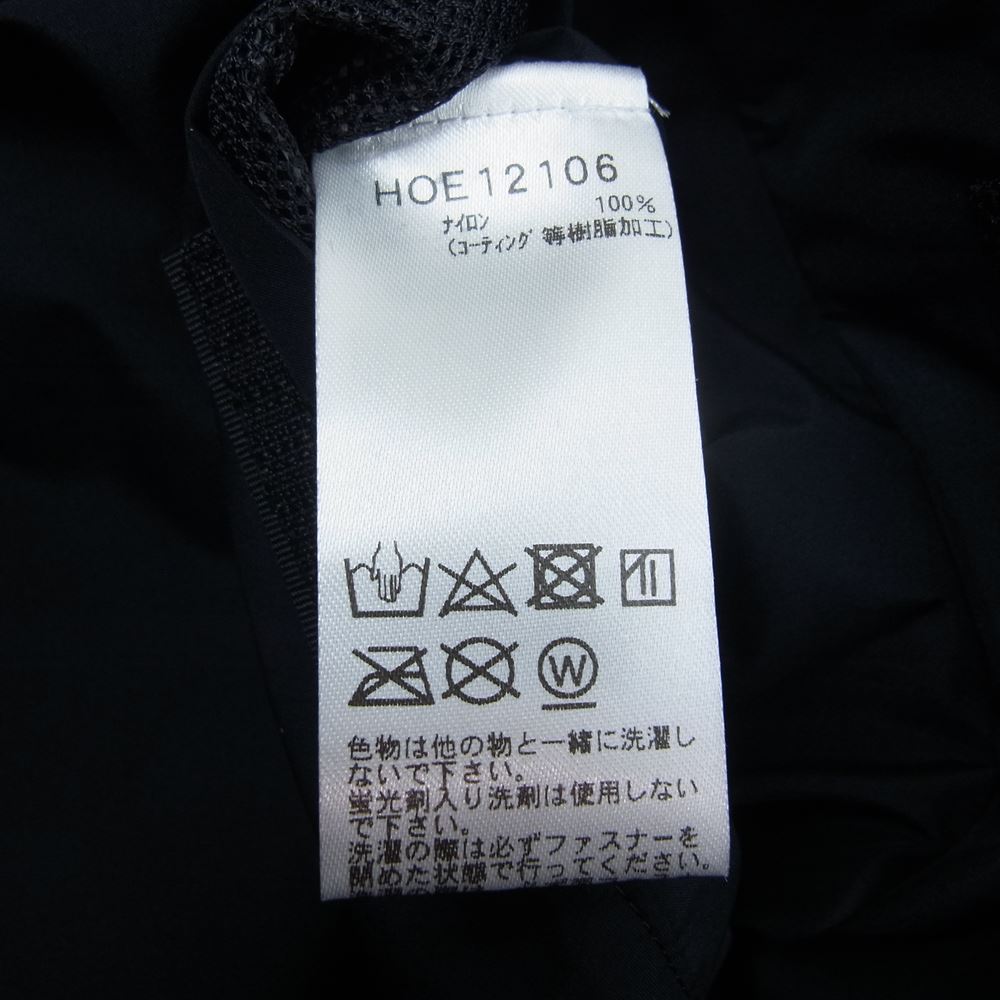 HOE12106
ナイロン 100%
(コーティング等樹脂加工)
W
色物は他の物と一緒に洗濯し
ないで下さい。
蛍光剤入り洗剤は使用しない
で下さい。
洗濯の際は必ずファスナーを
閉めた状態で行ってください。